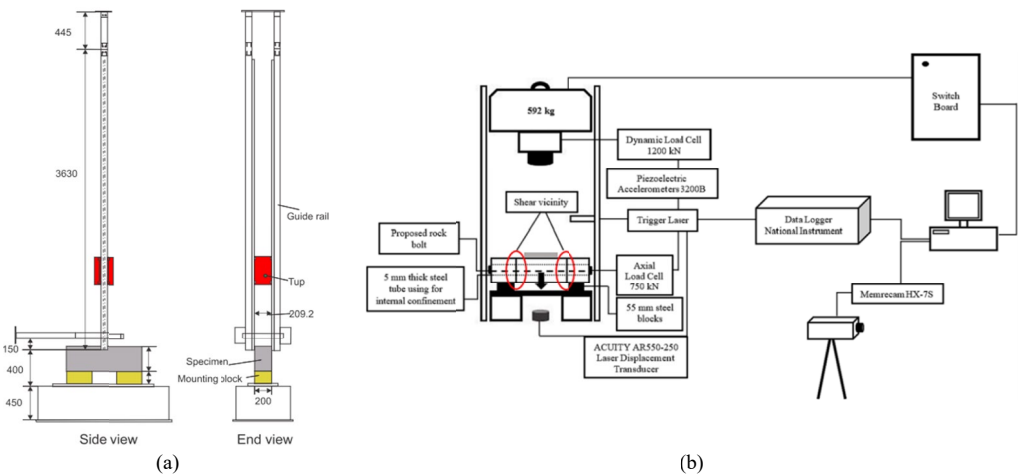 445
3630
150
400
450
Side view
Guide rail
Tup
209.2
Specimen
Mounting block
200
End view
(a)
592 kg
Dynamic Load Cell
1200 kN
Piezoelectric
Accelerometers 3200B
Shear vicinity
Trigger Laser
Proposed rock
bolt
5 mm thick steel
tube using for
internal confinement
Axial
Load Cell
750 kN
55 mm steel
blocks
ACUITY AR550-250
Laser Displacement
Transducer
Data Logger
National Instrument
Switch
Board
Memrecam HX-7S
(b)